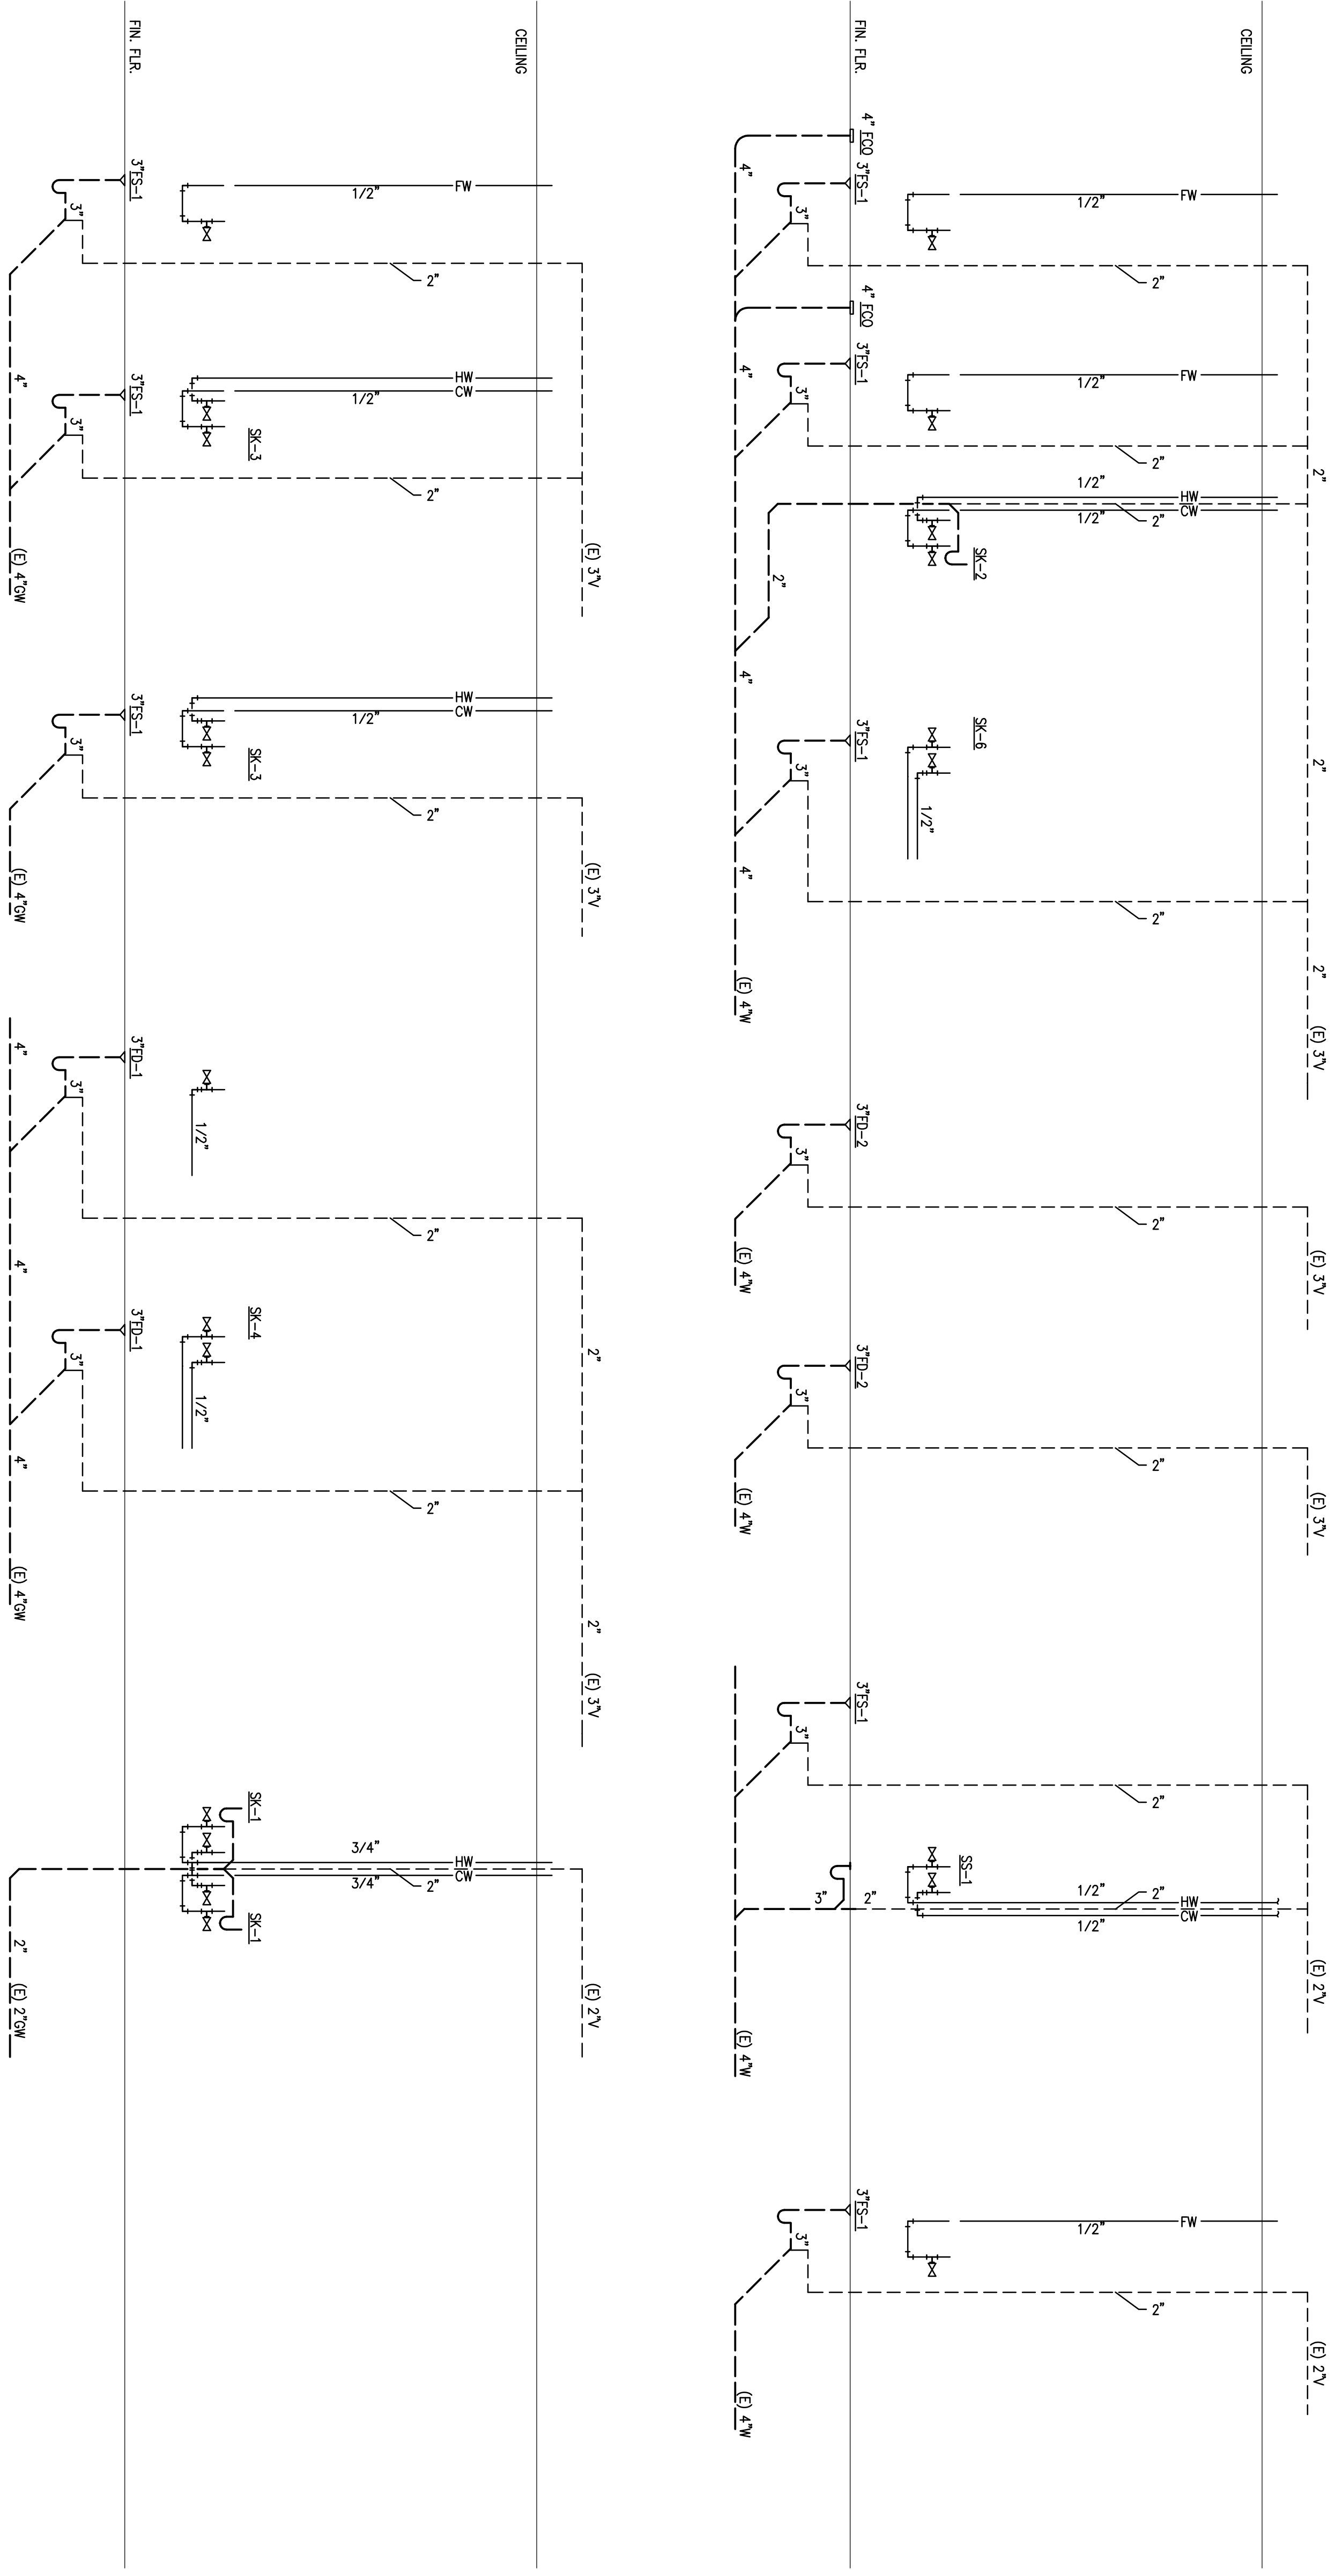 2"
2"
2"
(E) 3"V
(E) 3"V
(E) 3"V
(E) 2"V
(E) 2"V
CEILING
FW
FW
HW
CW
HW
CW
FW
2"
2"
2"
2"
2"
2"
2"
2"
2"
1/2"
1/2"
1/2"
1/2"
1/2"
1/2"
1/2"
SK-2
SK-6
SS-1
1/2"
FIN. FLR.
4" FCO
3"FS-1
4" FCO
3"FS-1
3"FS-1
3"FD-2
3"FD-2
3"FS-1
2"
3"FS-1
3"
3"
3"
3"
3"
3"
3"
3"
2"
4"
4"
4"
4"
(E) 4"W
(E) 4"W
(E) 4"W
(E) 4"W
(E) 4"W
(E) 3"V
(E) 3"V
2"
2"
(E) 3"V
(E) 2"V
CEILING
FW
HW
CW
HW
CW
HW
CW
2"
2"
2"
2"
2"
2"
1/2"
1/2"
1/2"
3/4"
3/4"
SK-3
SK-3
SK-4
SK-1
SK-1
1/2"
1/2"
FIN. FLR.
3"FS-1
3"FS-1
3"FS-1
3"FD-1
3"FD-1
3"
3"
3"
3"
3"
4"
(E) 4"GW
(E) 4"GW
4"
4"
4"
(E) 4"GW
2"
(E) 2"GW